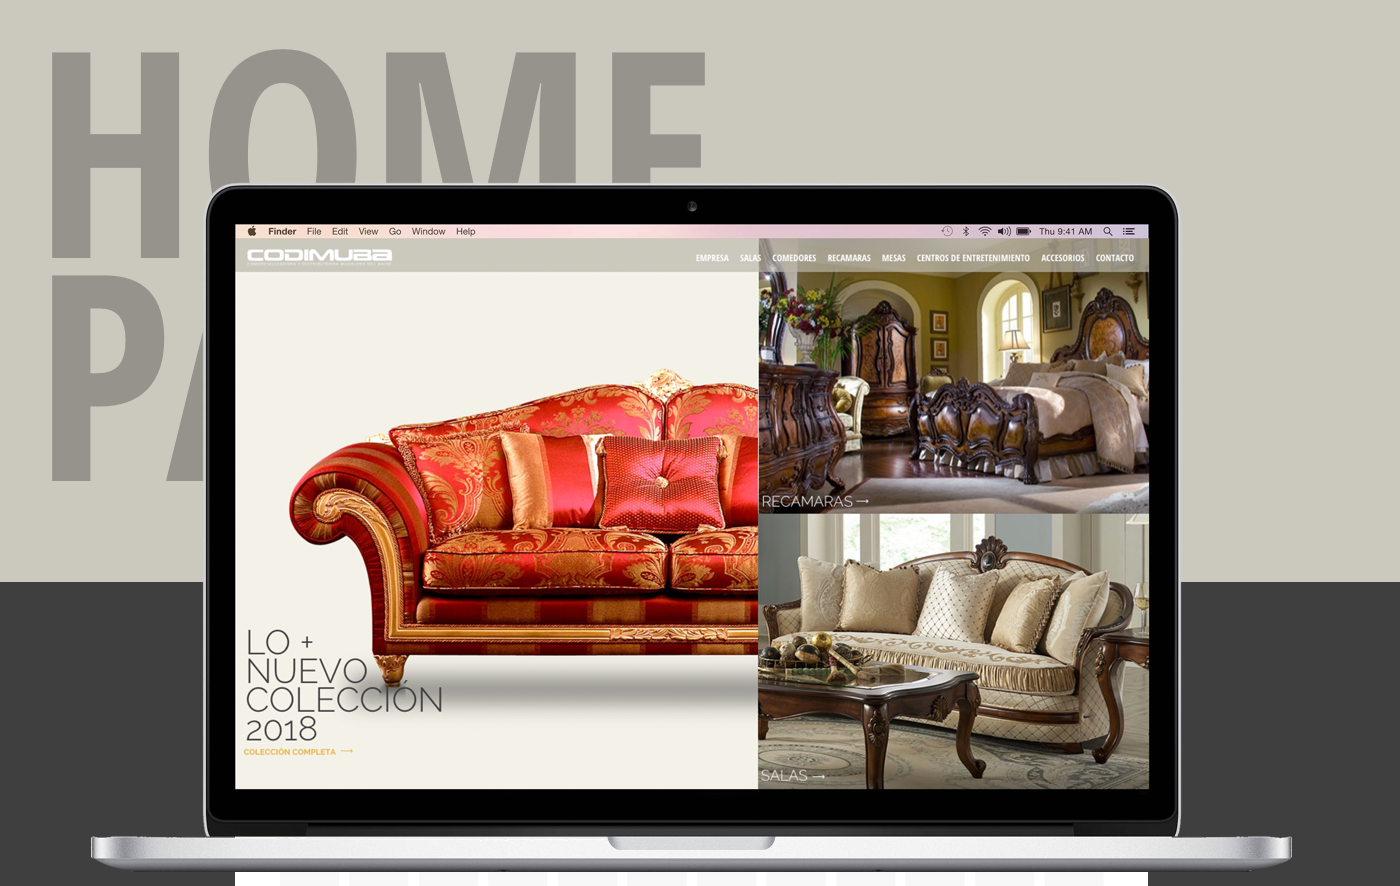 HOME
PA
Finder File Edit View Go Window Help
Thu 9:41 AM
CODIMUBA
EMPRESA SALAS COMEDORES RECAMARAS MESAS CENTROS DE ENTRETENIMIENTO ACCESORIOS CONTACTO
RECAMARAS →
LO +
NUEVO
COLECCIÓN
2018
COLECCIÓN COMPLETA →
SALAS →